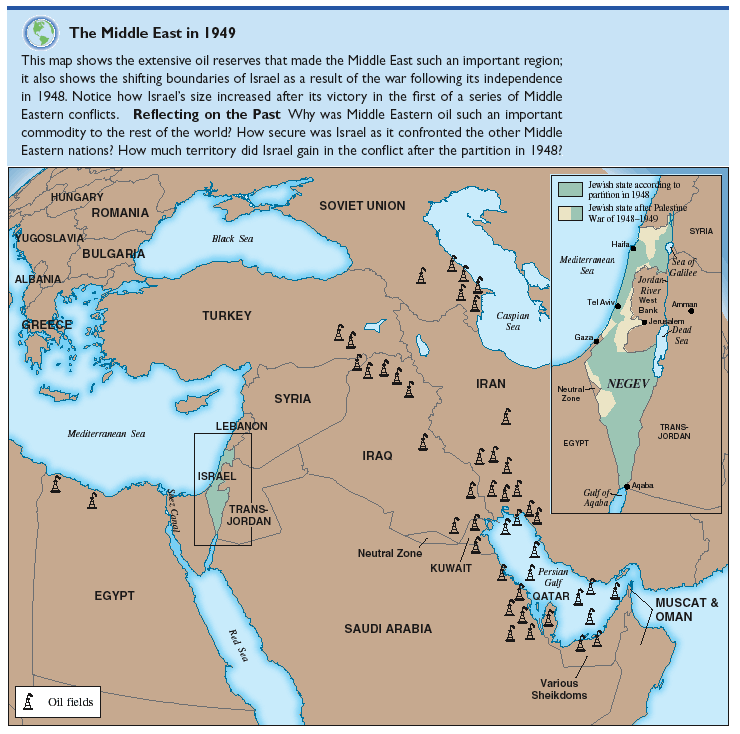 The Middle East in 1949
This map shows the extensive oil reserves that made the Middle East such an important region;
it also shows the shifting boundaries of Israel as a result of the war following its independence
in 1948. Notice how Israel's size increased after its victory in the first of a series of Middle
Eastern conflicts. Reflecting on the Past Why was Middle Eastern oil such an important
commodity to the rest of the world? How secure was Israel as it confronted the other Middle
Eastern nations? How much territory did Israel gain in the conflict after the partition in 1948?
HUNGARY
ROMANIA
YUGOSLAVIA
BULGARIA
ALBANIA
GREECE
Black Sea
SOVIET UNION
TURKEY
Caspian
Sea
SYRIA
IRAN
LEBANON
Mediterranean Sea
IRAQ
ISRAEL
TRANS-
JORDAN
Suez Canal
Neutral Zone
KUWAIT
EGYPT
Red Sea
SAUDI ARABIA
Persian
Gulf
QATAR
MUSCAT &
OMAN
Various
Sheikdoms
Oil fields
Jewish state according to
partition in 1948
Jewish state after Palestine
War of 1948–1949
SYRIA
Haifa
Mediterranean
Sea
Sea of
Galilee
Jordan
River
West
Bank
Tel Aviv
Amman
Jerusalem
Dead
Sea
Gaza
NEGEV
Neutral
Zone
EGYPT
TRANS-
JORDAN
Aqaba
Gulf of
Aqaba